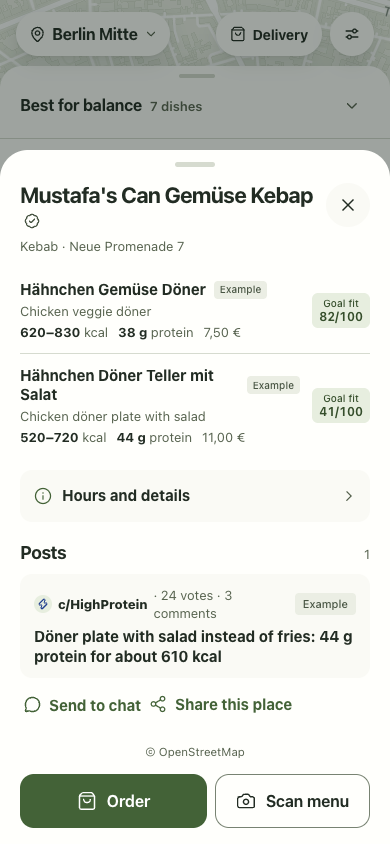 Berlin Mitte
Delivery
Best for balance 7 dishes
Mustafa's Can Gemüse Kebap
Kebab · Neue Promenade 7
Hähnchen Gemüse Döner Example
Chicken veggie döner
620–830 kcal 38 g protein 7,50 €
Goal fit
82/100
Hähnchen Döner Teller mit
Salat
Example
Chicken döner plate with salad
520–720 kcal 44 g protein 11,00 €
Goal fit
41/100
Hours and details
Posts 1
c/HighProtein · 24 votes · 3
comments
Example
Döner plate with salad instead of fries: 44 g
protein for about 610 kcal
Send to chat Share this place
© OpenStreetMap
Order Scan menu